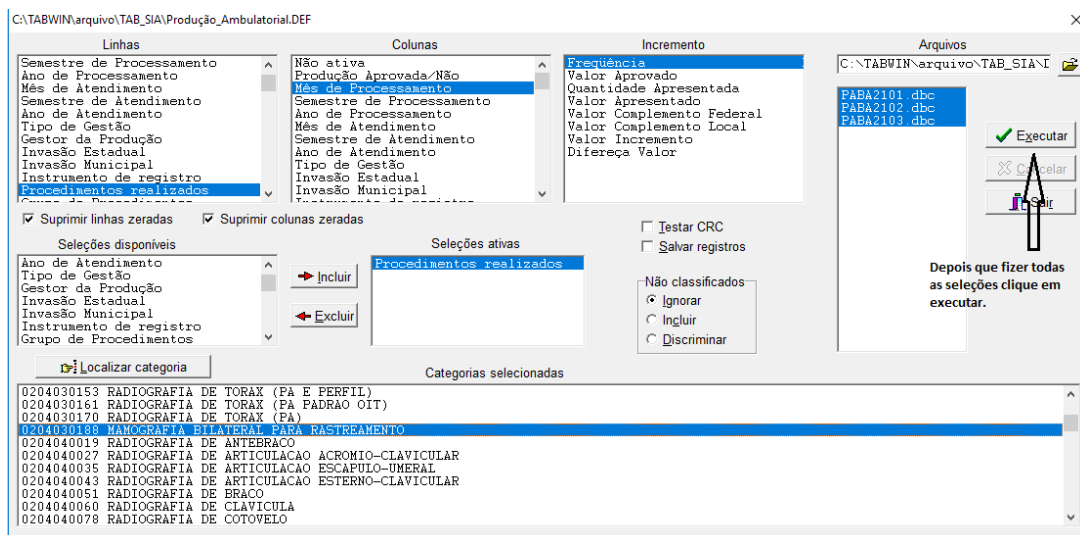 C:\TABWIN\arquivo\TAB_SIA\Produção_Ambulatorial.DEF
Linhas
Semestre de Processamento
Ano de Processamento
Mês de Atendimento
Semestre de Atendimento
Ano de Atendimento
Tipo de Gestão
Gestor da Produção
Invasão Estadual
Invasão Municipal
Instrumento de registro
Procedimentos realizados
Grupo de Procedimentos
Colunas
Não ativa
Produção Aprovada/Não
Mês de Processamento
Semestre de Processamento
Ano de Processamento
Mês de Atendimento
Semestre de Atendimento
Ano de Atendimento
Tipo de Gestão
Invasão Estadual
Invasão Municipal
Instrumento de registro
Incremento
Freqüência
Valor Aprovado
Quantidade Apresentada
Valor Apresentado
Valor Complemento Federal
Valor Complemento Local
Valor Incremento
Difereça Valor
Arquivos
C:\TABWIN\arquivo\TAB_SIA\D
PABA2101.dbc
PABA2102.dbc
PABA2103.dbc
Executar
Cancelar
Sair
Depois que fizer todas
as seleções clique em
executar.
Suprimir linhas zeradas
Suprimir colunas zeradas
Testar CRC
Salvar registros
Seleções disponíveis
Ano de Atendimento
Tipo de Gestão
Gestor da Produção
Invasão Estadual
Invasão Municipal
Instrumento de registro
Grupo de Procedimentos
Incluir
Excluir
Seleções ativas
Procedimentos realizados
Não classificados
Ignorar
Incluir
Discriminar
Localizar categoria
Categorias selecionadas
0204030153 RADIOGRAFIA DE TORAX (PA E PERFIL)
0204030161 RADIOGRAFIA DE TORAX (PA PADRAO OIT)
0204030170 RADIOGRAFIA DE TORAX (PA)
0204030188 MAMOGRAFIA BILATERAL PARA RASTREAMENTO
0204040019 RADIOGRAFIA DE ANTEBRACO
0204040027 RADIOGRAFIA DE ARTICULACAO ACROMIO-CLAVICULAR
0204040035 RADIOGRAFIA DE ARTICULACAO ESCAPULO-UMERAL
0204040043 RADIOGRAFIA DE ARTICULACAO ESTERNO-CLAVICULAR
0204040051 RADIOGRAFIA DE BRACO
0204040060 RADIOGRAFIA DE CLAVICULA
0204040078 RADIOGRAFIA DE COTOVELO